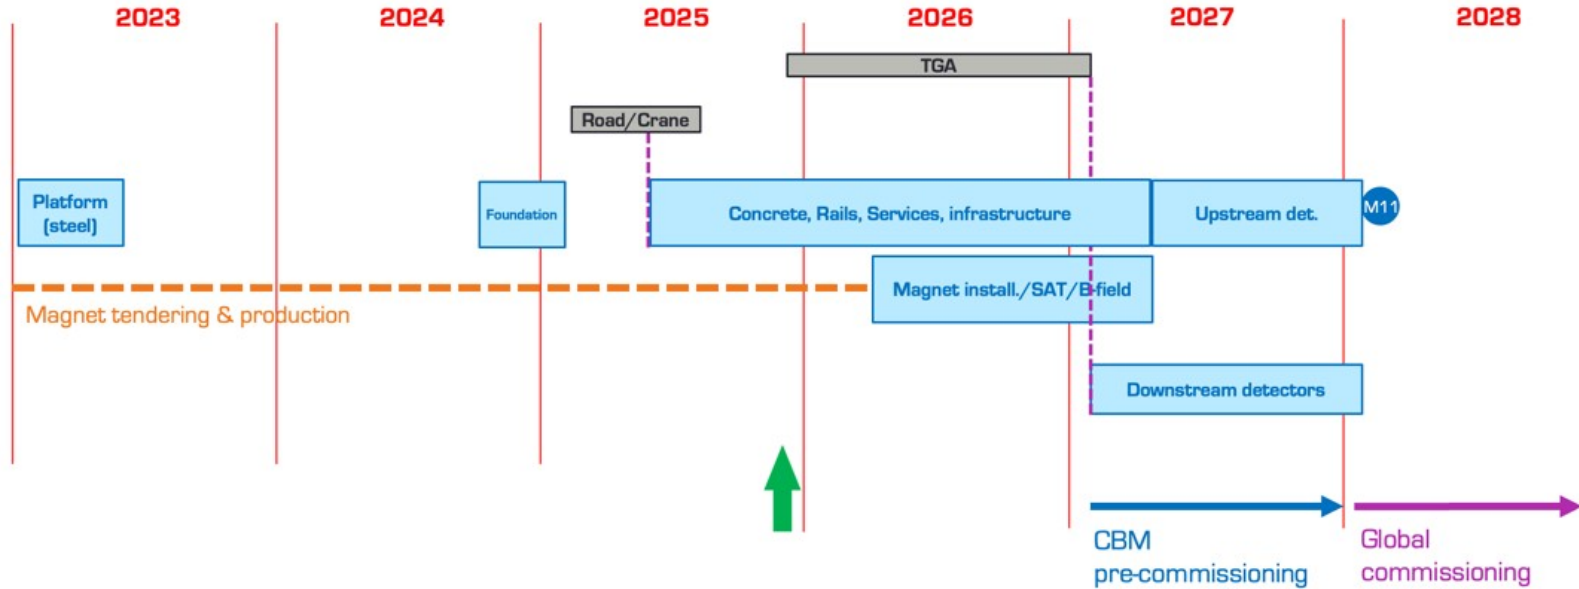 2023
2024
2025
2026
2027
2028
TGA
Road/Crane
Platform
(steel)
Foundation
Concrete, Rails, Services, infrastructure
Upstream det.
M11
Magnet install./SAT/B-field
Magnet tendering & production
Downstream detectors
CBM
pre-commissioning
Global
commissioning